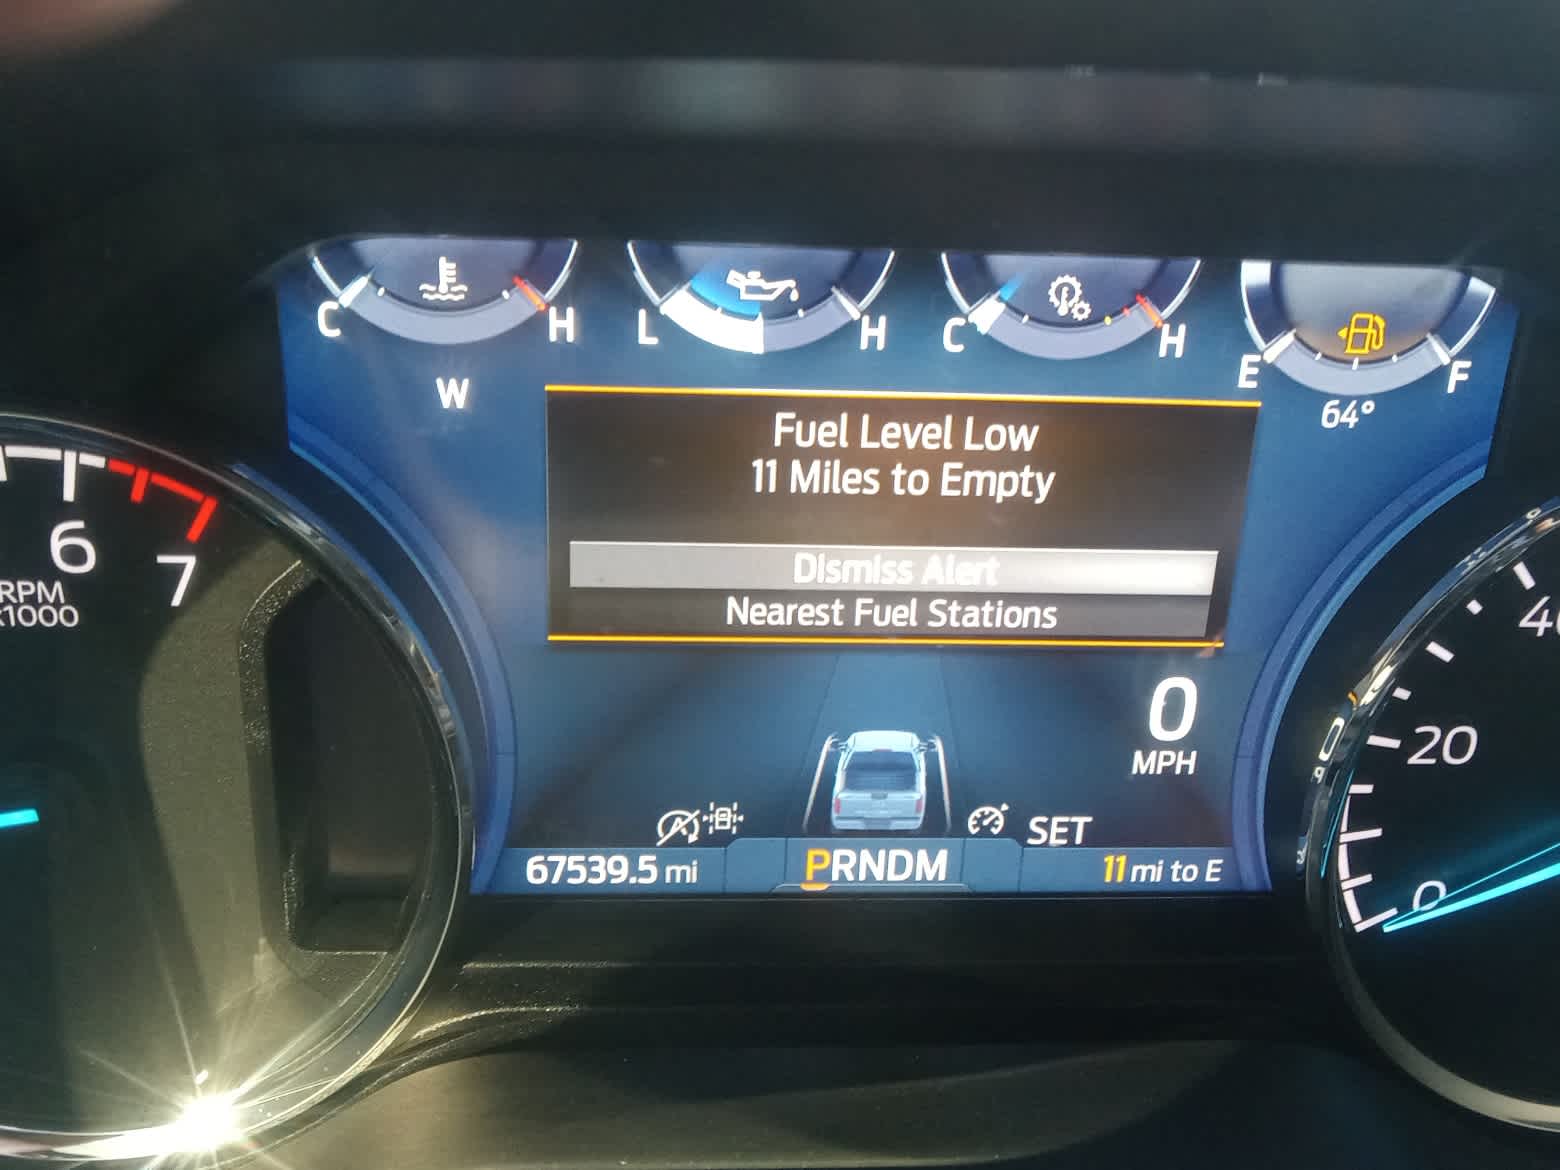 C H
L H
C H
E F
W
64°
Fuel Level Low
11 Miles to Empty
Dismiss Alert
Nearest Fuel Stations
6
7
RPM
x1000
0
MPH
SET
67539.5 mi
PRNDM
11 mi to E
20
0